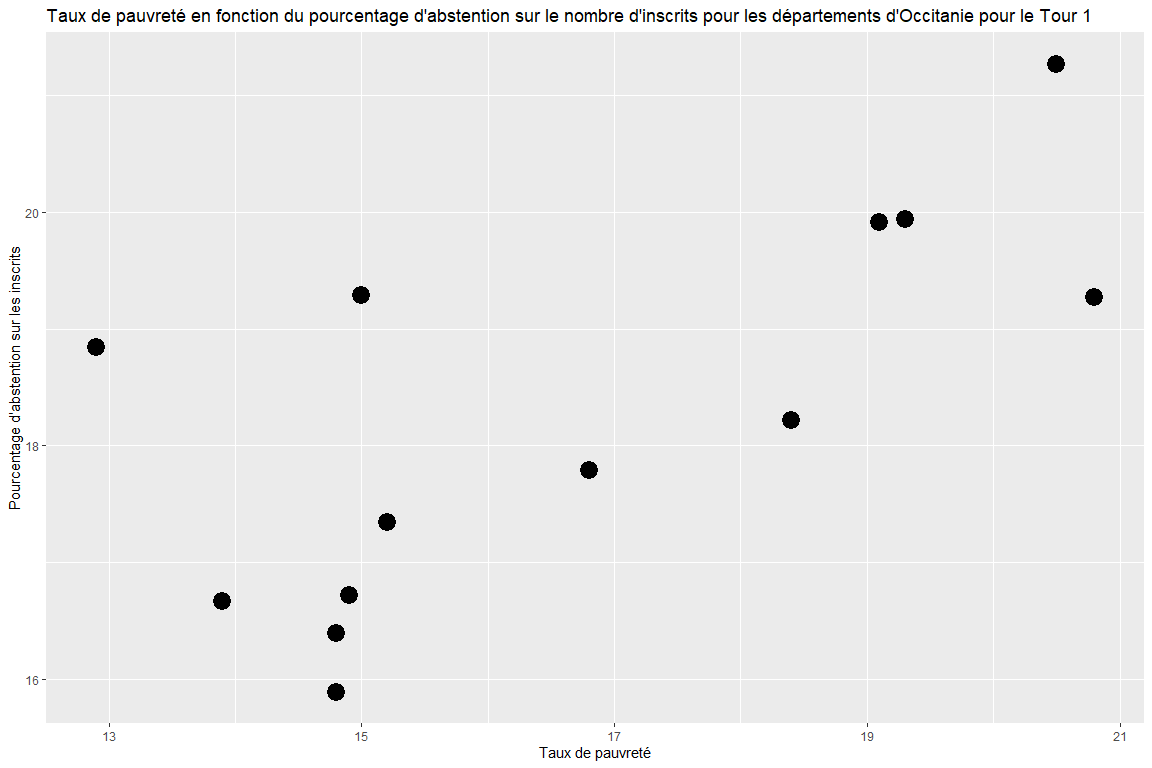 Taux de pauvreté en fonction du pourcentage d'abstention sur le nombre d'inscrits pour les départements d'Occitanie pour le Tour 1
Pourcentage d'abstention sur les inscrits
20
18
16
13
15
17
19
21
Taux de pauvreté